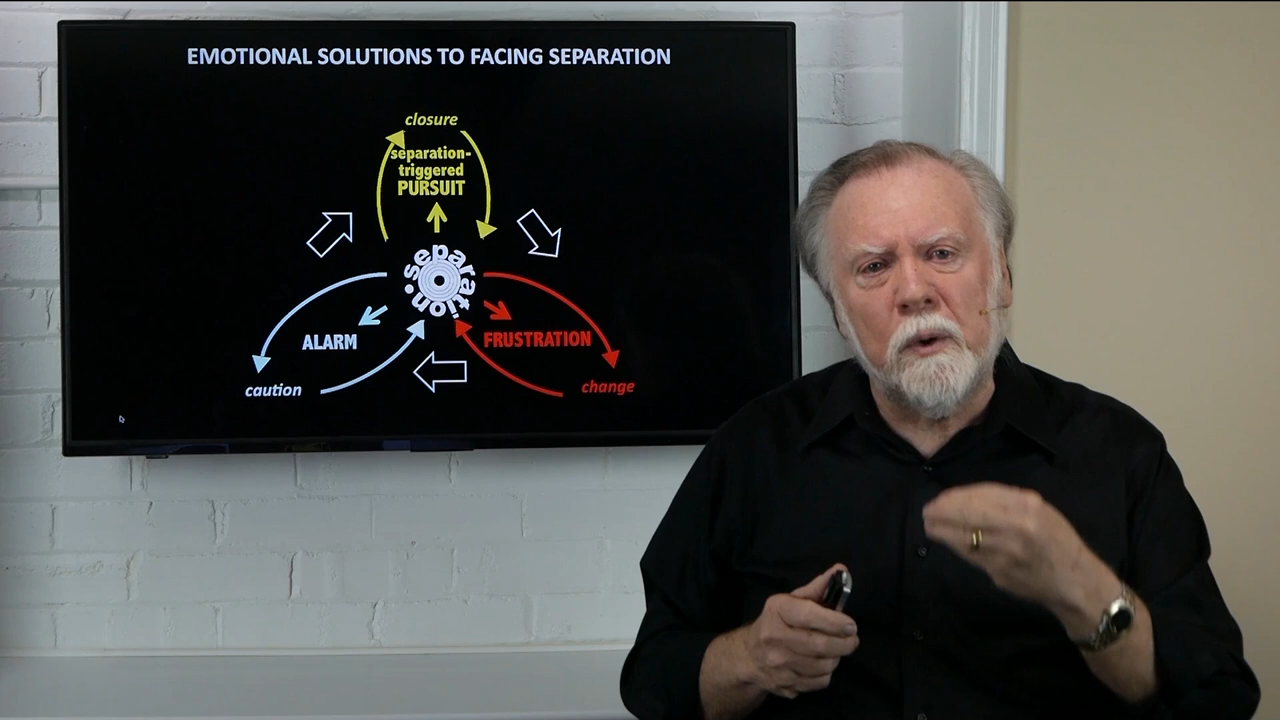 EMOTIONAL SOLUTIONS TO FACING SEPARATION
closure
separation-
triggered
PURSUIT
separation
ALARM
FRUSTRATION
caution
change